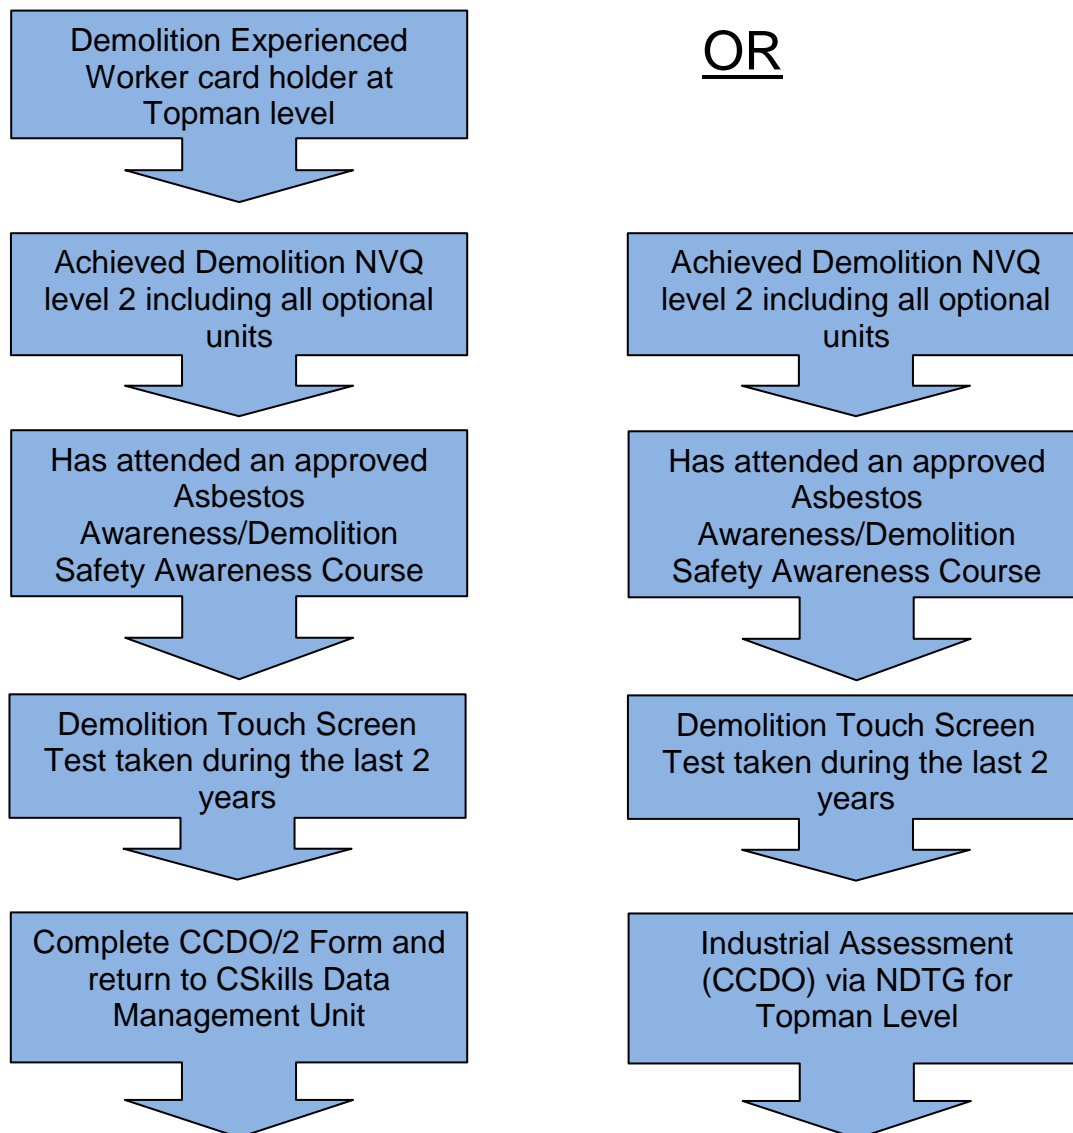 Demolition Experienced
Worker card holder at
Topman level
OR
Achieved Demolition NVQ
level 2 including all optional
units
Has attended an approved
Asbestos
Awareness/Demolition
Safety Awareness Course
Demolition Touch Screen
Test taken during the last 2
years
Complete CCDO/2 Form and
return to CSkills Data
Management Unit
Achieved Demolition NVQ
level 2 including all optional
units
Has attended an approved
Asbestos
Awareness/Demolition
Safety Awareness Course
Demolition Touch Screen
Test taken during the last 2
years
Industrial Assessment
(CCDO) via NDTG for
Topman Level